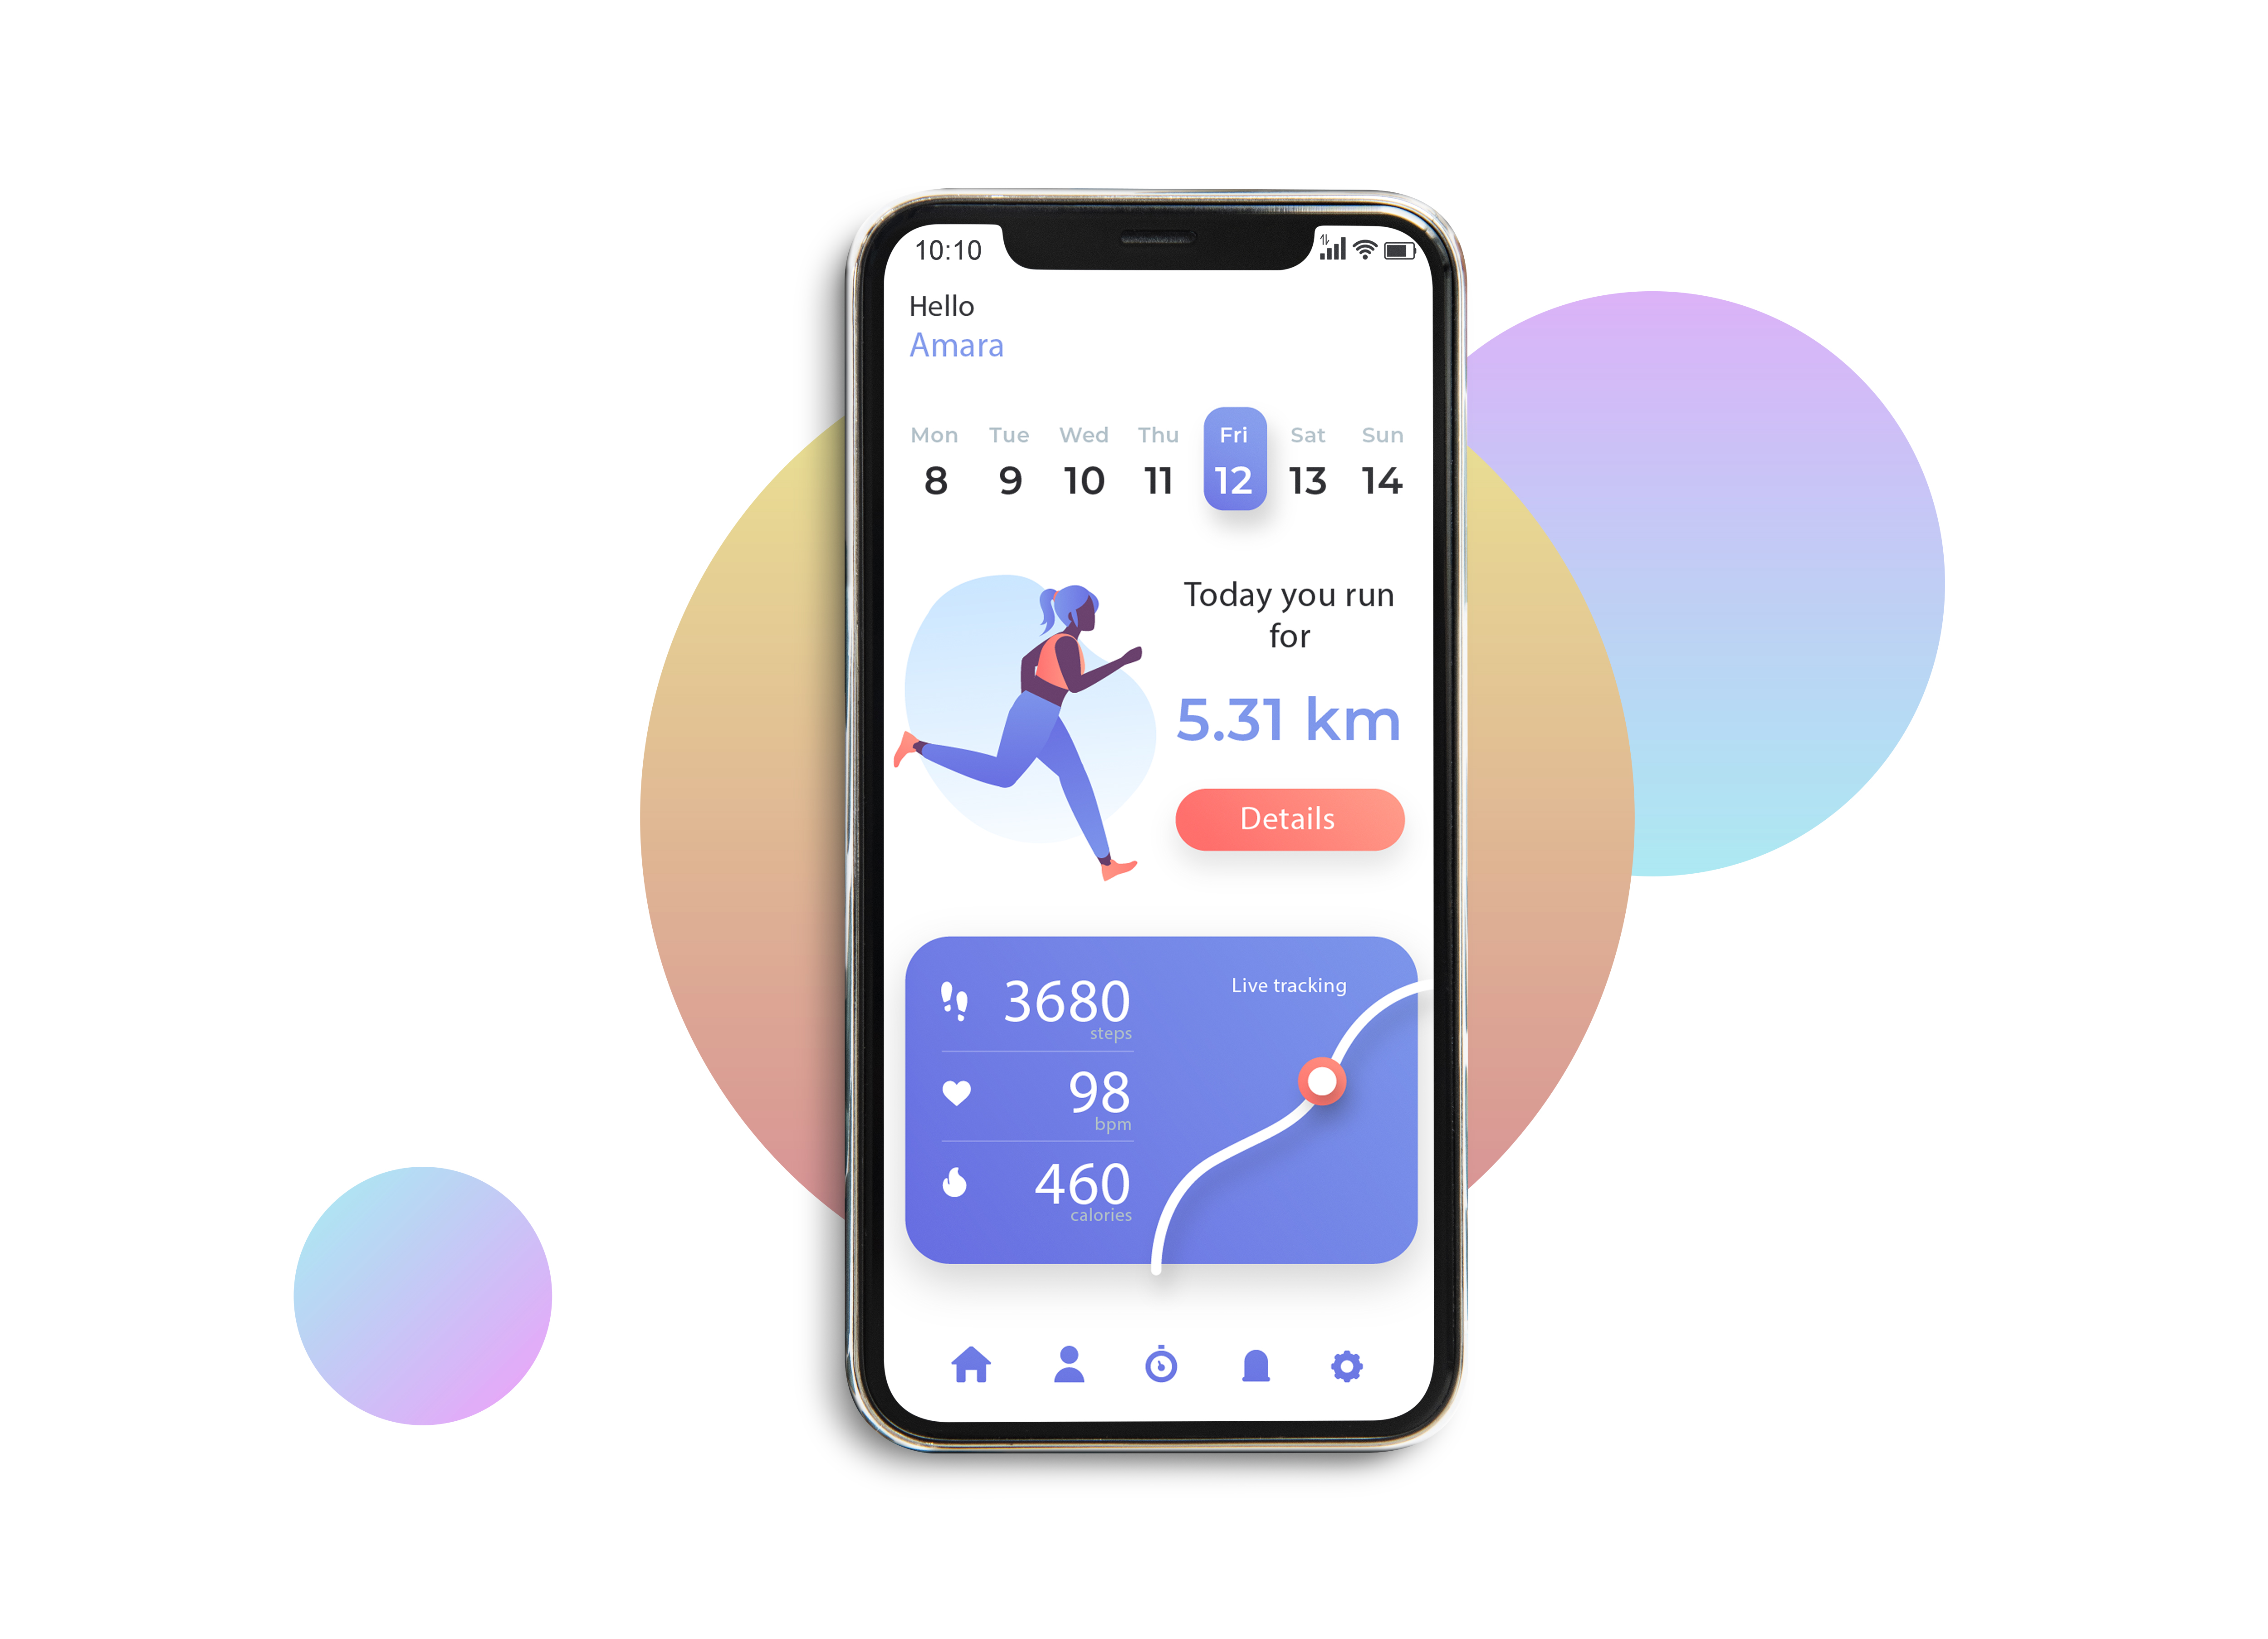 10:10
Hello
Amara
Mon Tue Wed Thu Fri Sat Sun
8 9 10 11 12 13 14
Today you run
for
5.31 km
Details
Live tracking
3680
steps
98
bpm
460
calories